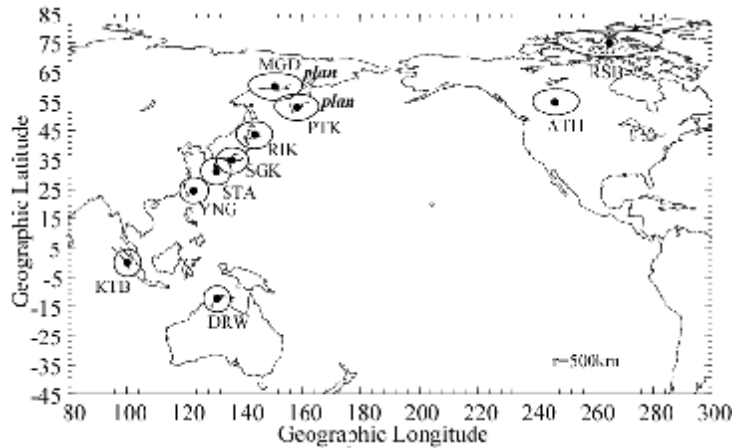 85
75
MGD plan
RSB
65
plan
55
PTK
ATH
45
RIK
35
SGK
STA
25
YNG
15
5
-5
KTB
-15
DRW
-25
-35
r=500km
-45
80 100 120 140 160 180 200 220 240 260 280 300
Geographic Longitude
Geographic Latitude